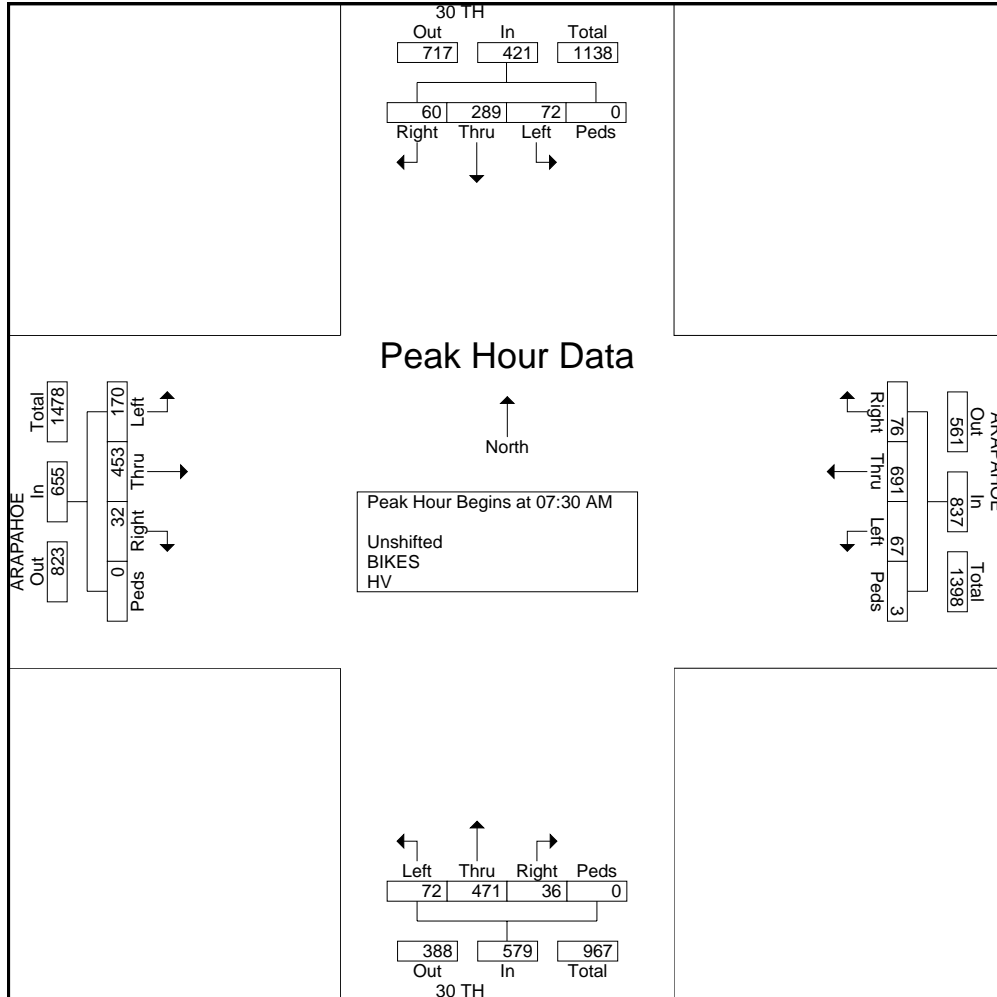 30 TH
Out In Total
717 421 1138
60 289 72 0
Right Thru Left Peds
Peak Hour Data
North
Peak Hour Begins at 07:30 AM
Unshifted
BIKES
HV
ARAPAHOE
Out In Total
823 655 1478
Left Thru Right Peds
170 453 32 0
ARAPAHOE
Out In Total
561 837 1398
76 691 67 3
Right Thru Left Peds
Left Thru Right Peds
72 471 36 0
388 579 967
Out In Total
30 TH